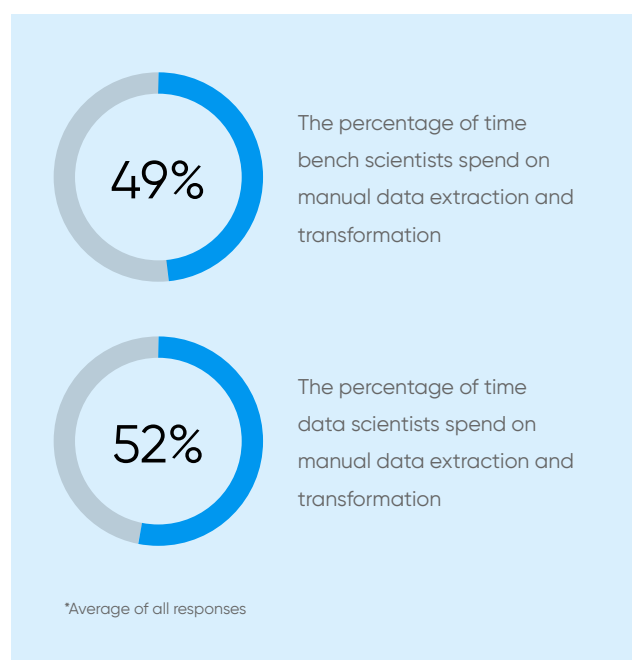 49%
The percentage of time
bench scientists spend on
manual data extraction and
transformation
52%
The percentage of time
data scientists spend on
manual data extraction and
transformation
*Average of all responses